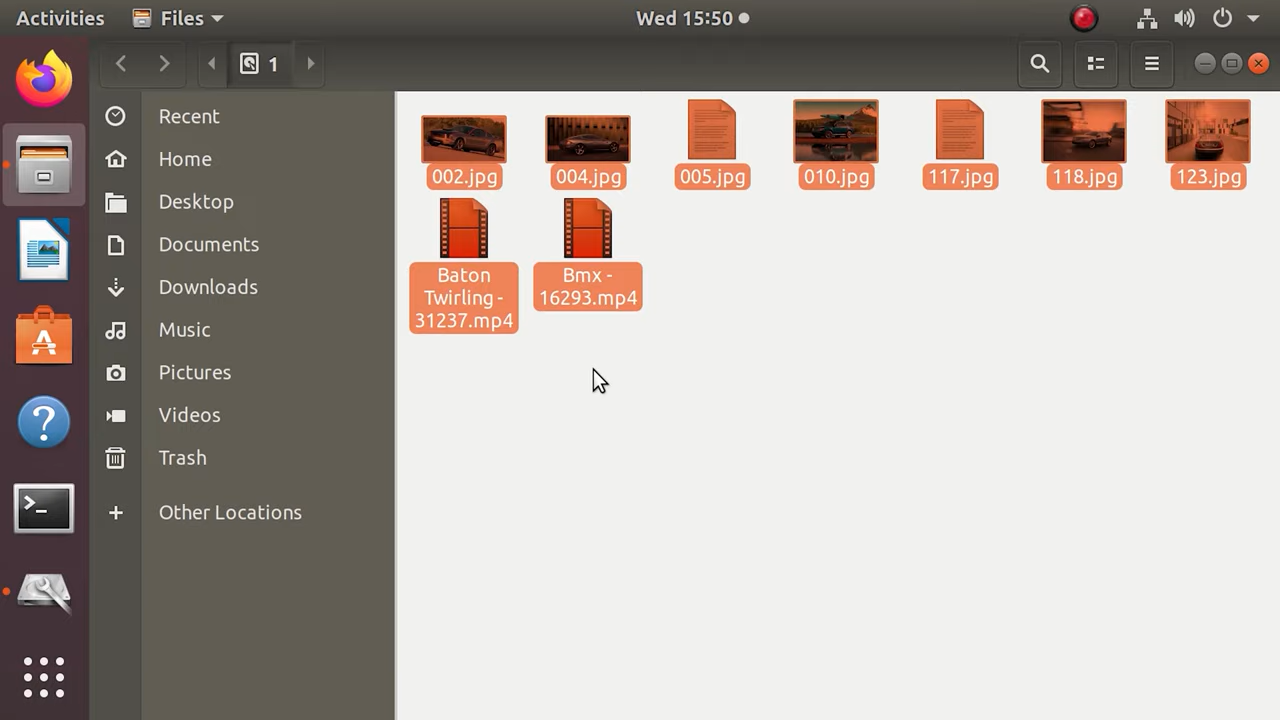 Activities Files Wed 15:50
1
Recent
Home
Desktop
Documents
Downloads
Music
Pictures
Videos
Trash
Other Locations
002.jpg 004.jpg 005.jpg 010.jpg 117.jpg 118.jpg 123.jpg
Baton
Twirling -
31237.mp4
Bmx -
16293.mp4